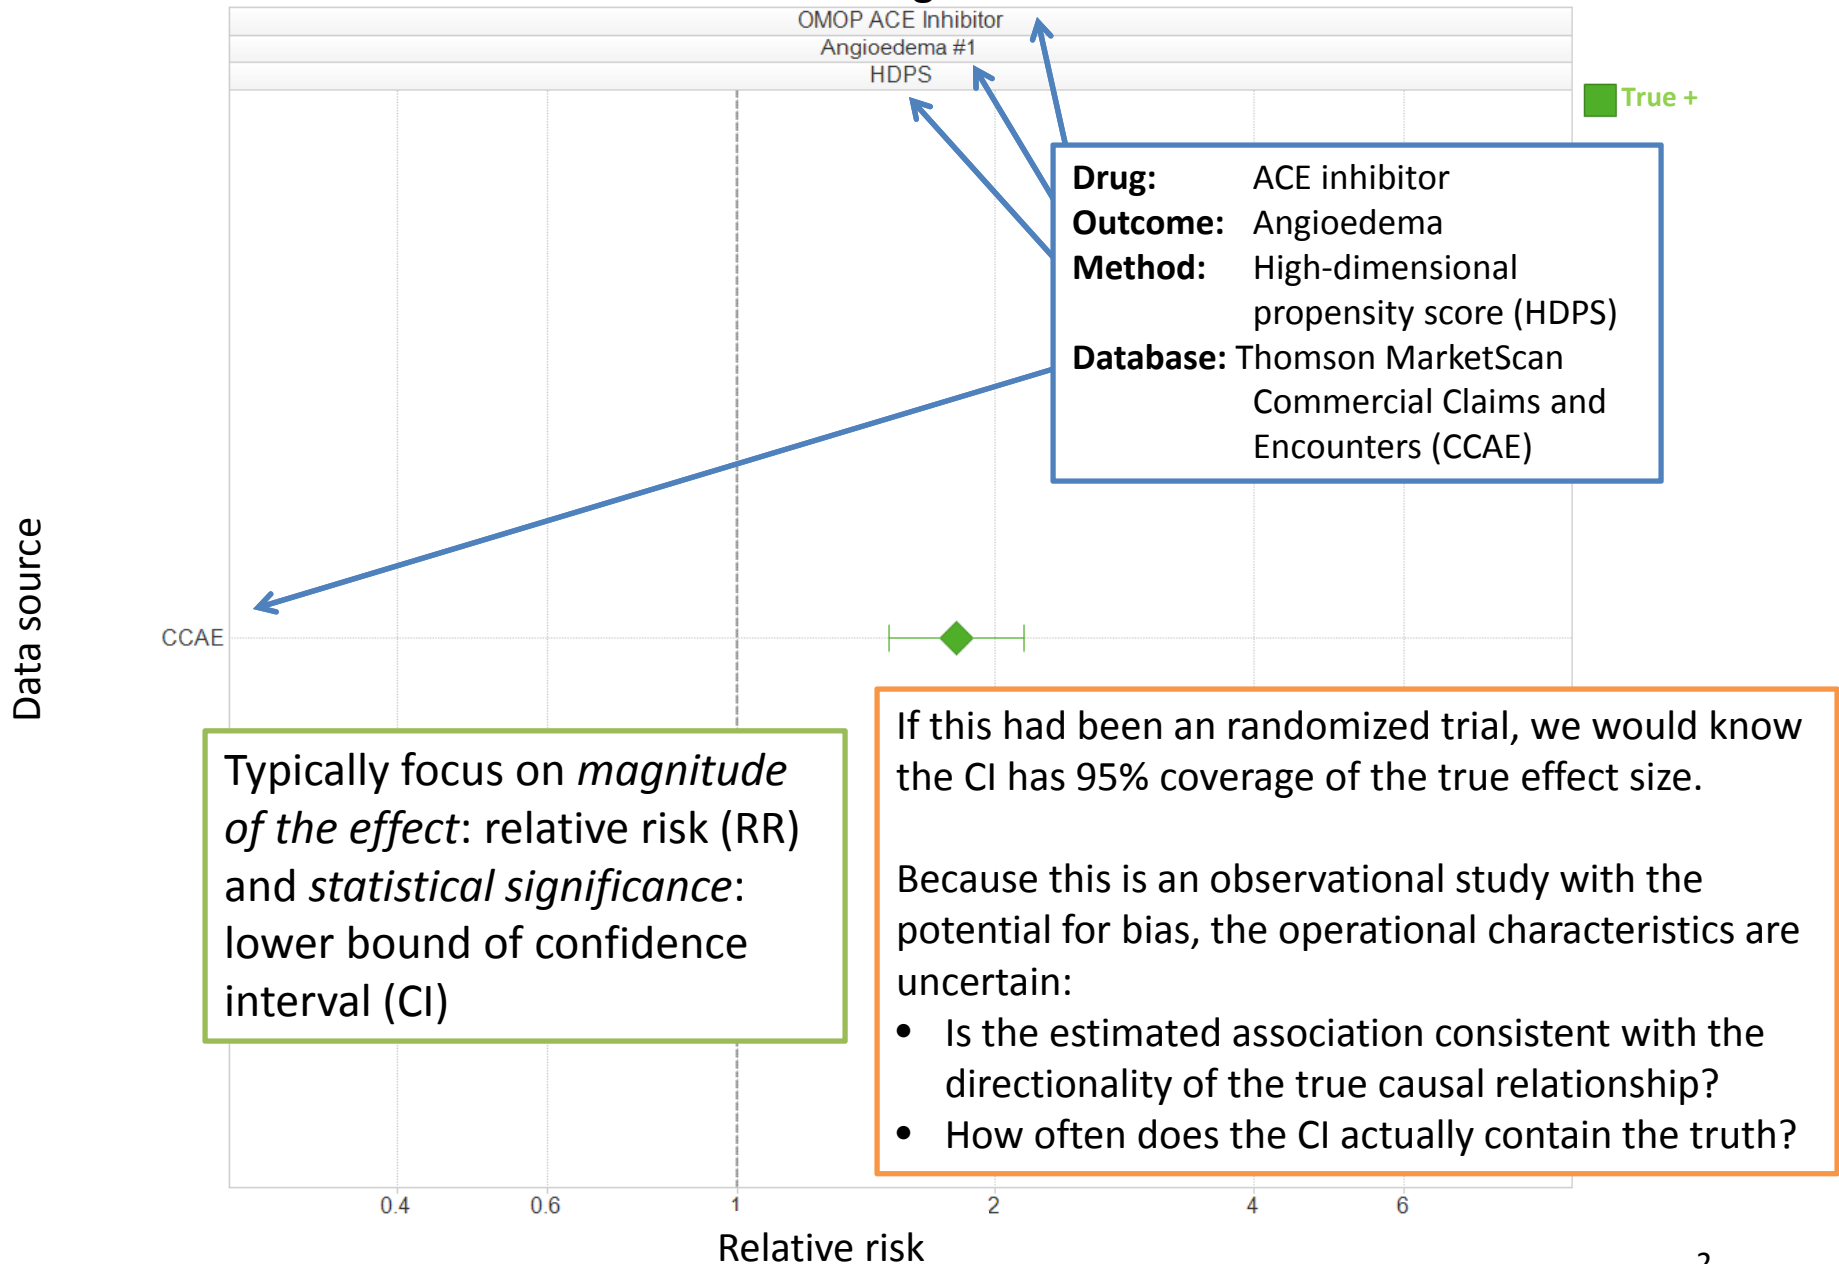 OMOP ACE Inhibitor
Angioedema #1
HDPS
True +
Drug: ACE inhibitor
Outcome: Angioedema
Method: High-dimensional
propensity score (HDPS)
Database: Thomson MarketScan
Commercial Claims and
Encounters (CCAE)
Data source
CCAE
Typically focus on magnitude
of the effect: relative risk (RR)
and statistical significance:
lower bound of confidence
interval (CI)
If this had been an randomized trial, we would know
the CI has 95% coverage of the true effect size.
Because this is an observational study with the
potential for bias, the operational characteristics are
uncertain:
• Is the estimated association consistent with the
directionality of the true causal relationship?
• How often does the CI actually contain the truth?
0.4 0.6 1 2 4 6
Relative risk
2